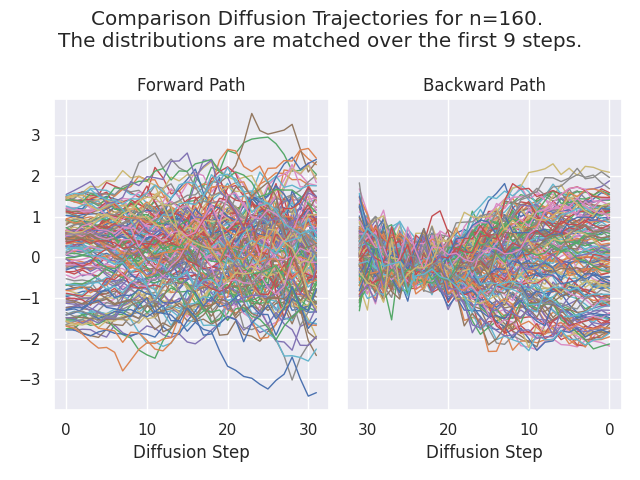 Comparison Diffusion Trajectories for n=160.
The distributions are matched over the first 9 steps.
Forward Path
Backward Path
3
2
1
0
−1
−2
−3
0 10 20 30
30 20 10 0
Diffusion Step
Diffusion Step